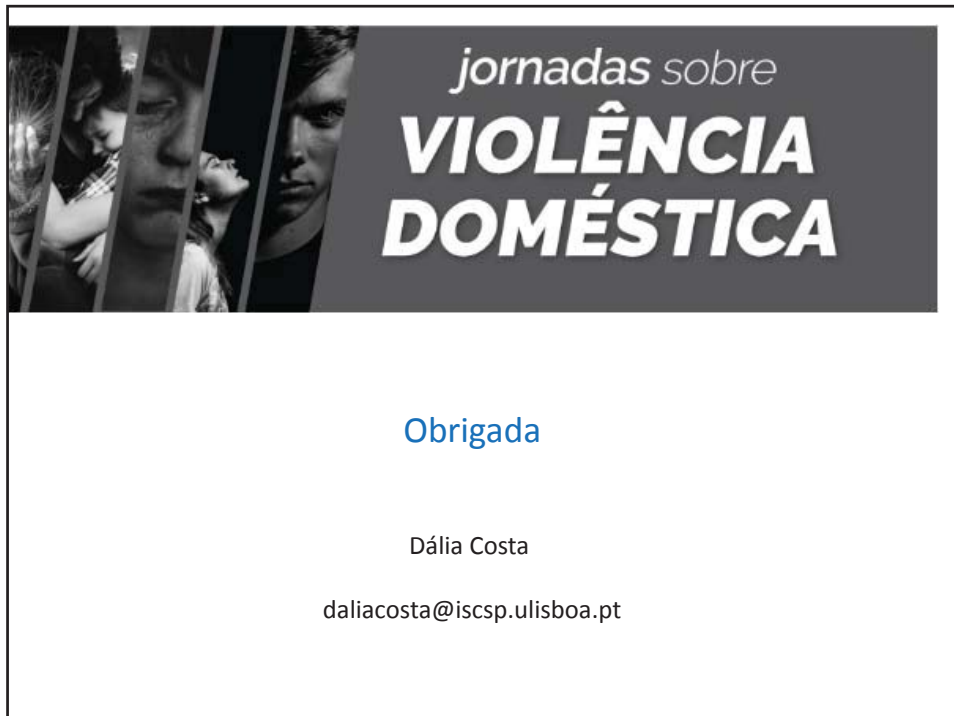 jornadas sobre
VIOLÊNCIA
DOMÉSTICA
Obrigada
Dália Costa
daliacosta@iscsp.ulisboa.pt